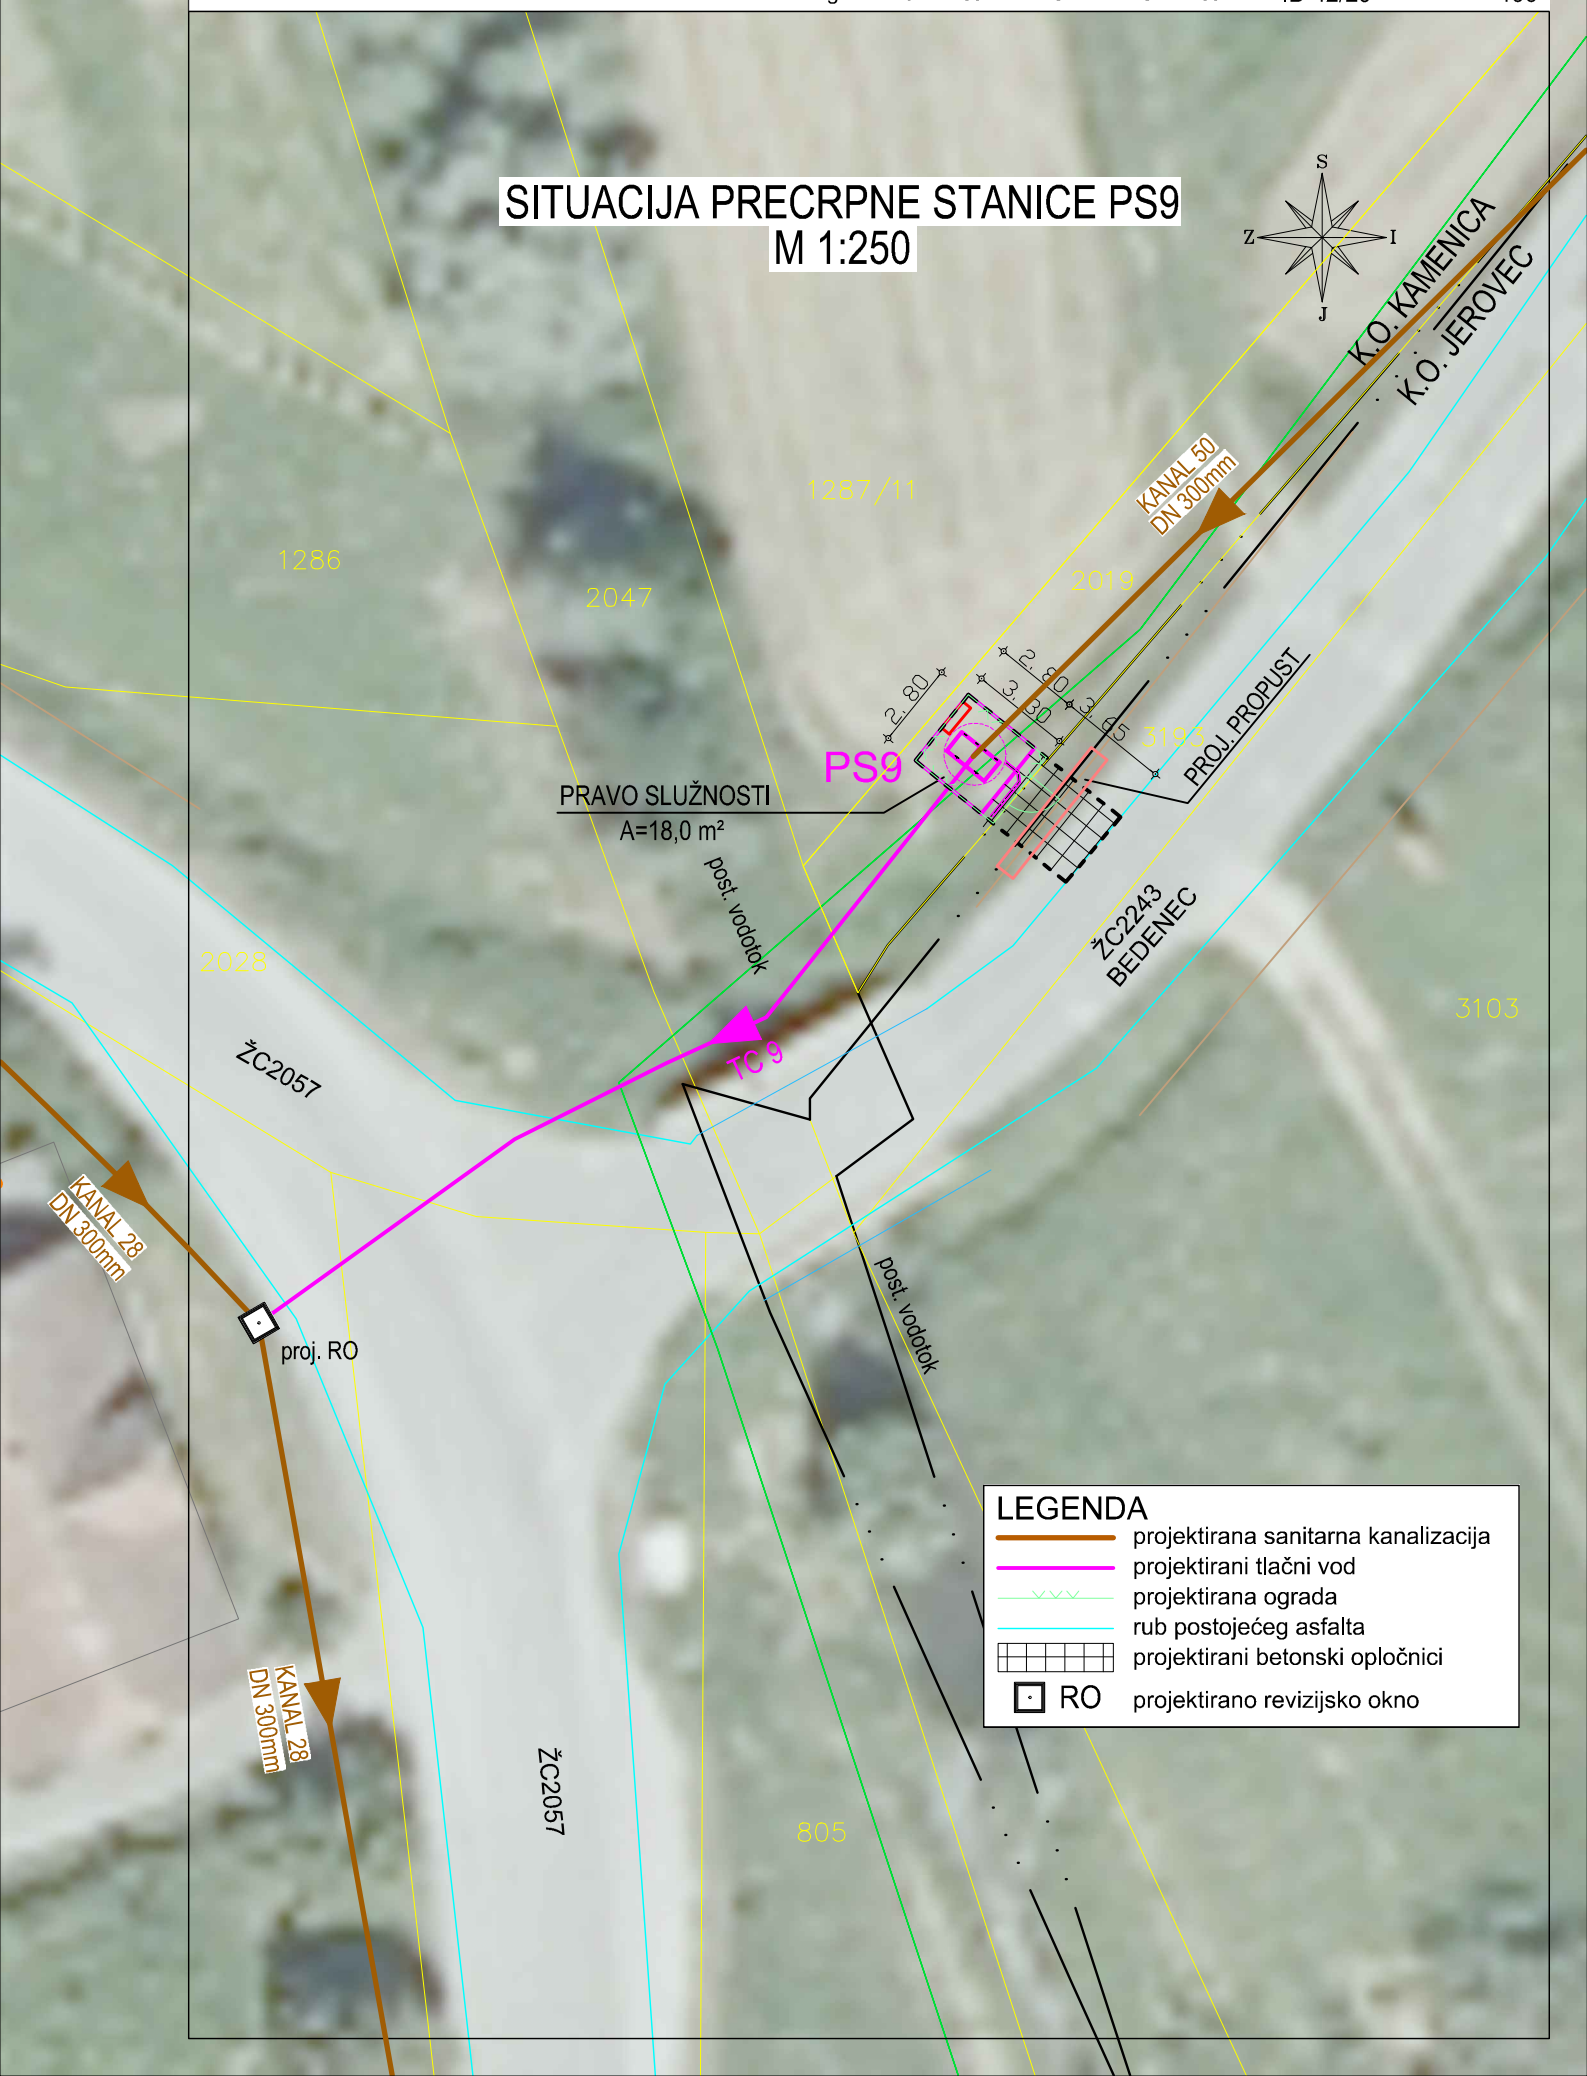 SITUACIJA PRECRPNE STANICE PS9
M 1:250
S
Z
I
J
K.O. KAMENICA
K.O. JEROVEC
KANAL 50
DN 300mm
1287/11
1286
2047
2019
2.80
2.80
3.30
3.65
3193
PROJ. PROPUST
PS9
PRAVO SLUŽNOSTI
A=18,0 m²
post. vodotok
ŽC2243
BEDENEC
2028
3103
ŽC2057
TC 9
KANAL 28
DN 300mm
post. vodotok
proj. RO
LEGENDA
projektirana sanitarna kanalizacija
projektirani tlačni vod
projektirana ograda
rub postojećeg asfalta
projektirani betonski opločnici
RO projektirano revizijsko okno
KANAL 28
DN 300mm
ŽC2057
805